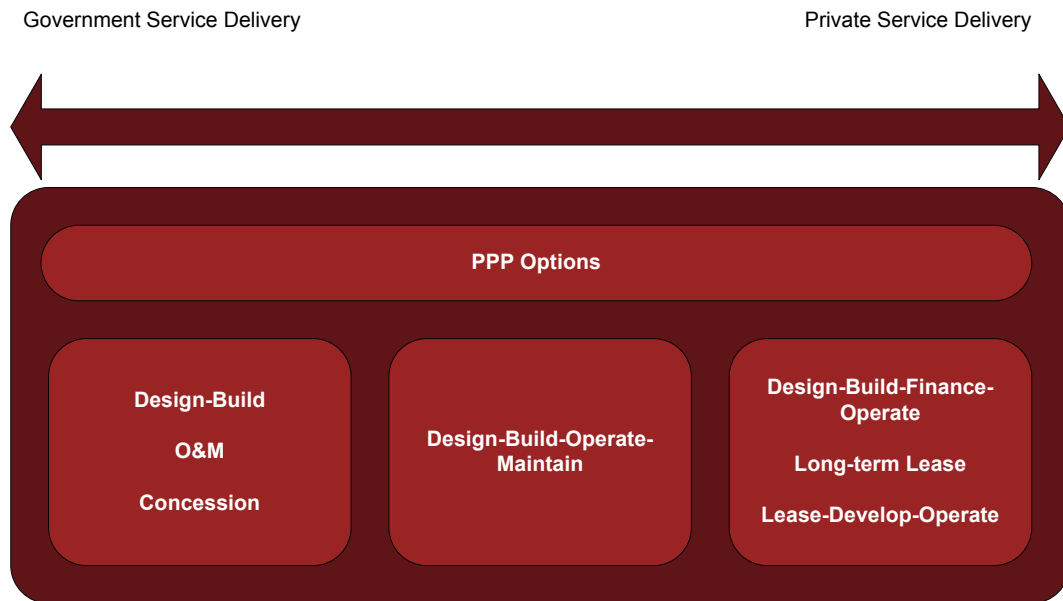 Government Service Delivery
Private Service Delivery
PPP Options
Design-Build
O&M
Concession
Design-Build-Operate-
Maintain
Design-Build-Finance-
Operate
Long-term Lease
Lease-Develop-Operate